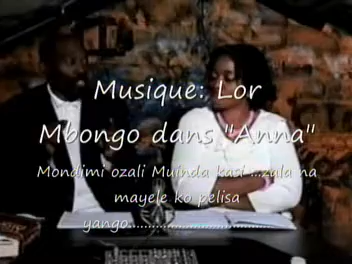 Musique: Lor
Mbongo dans "Anna"
Mondimi ozali Muinda kasi ...zala na
mayele ko pelisa
yango................................